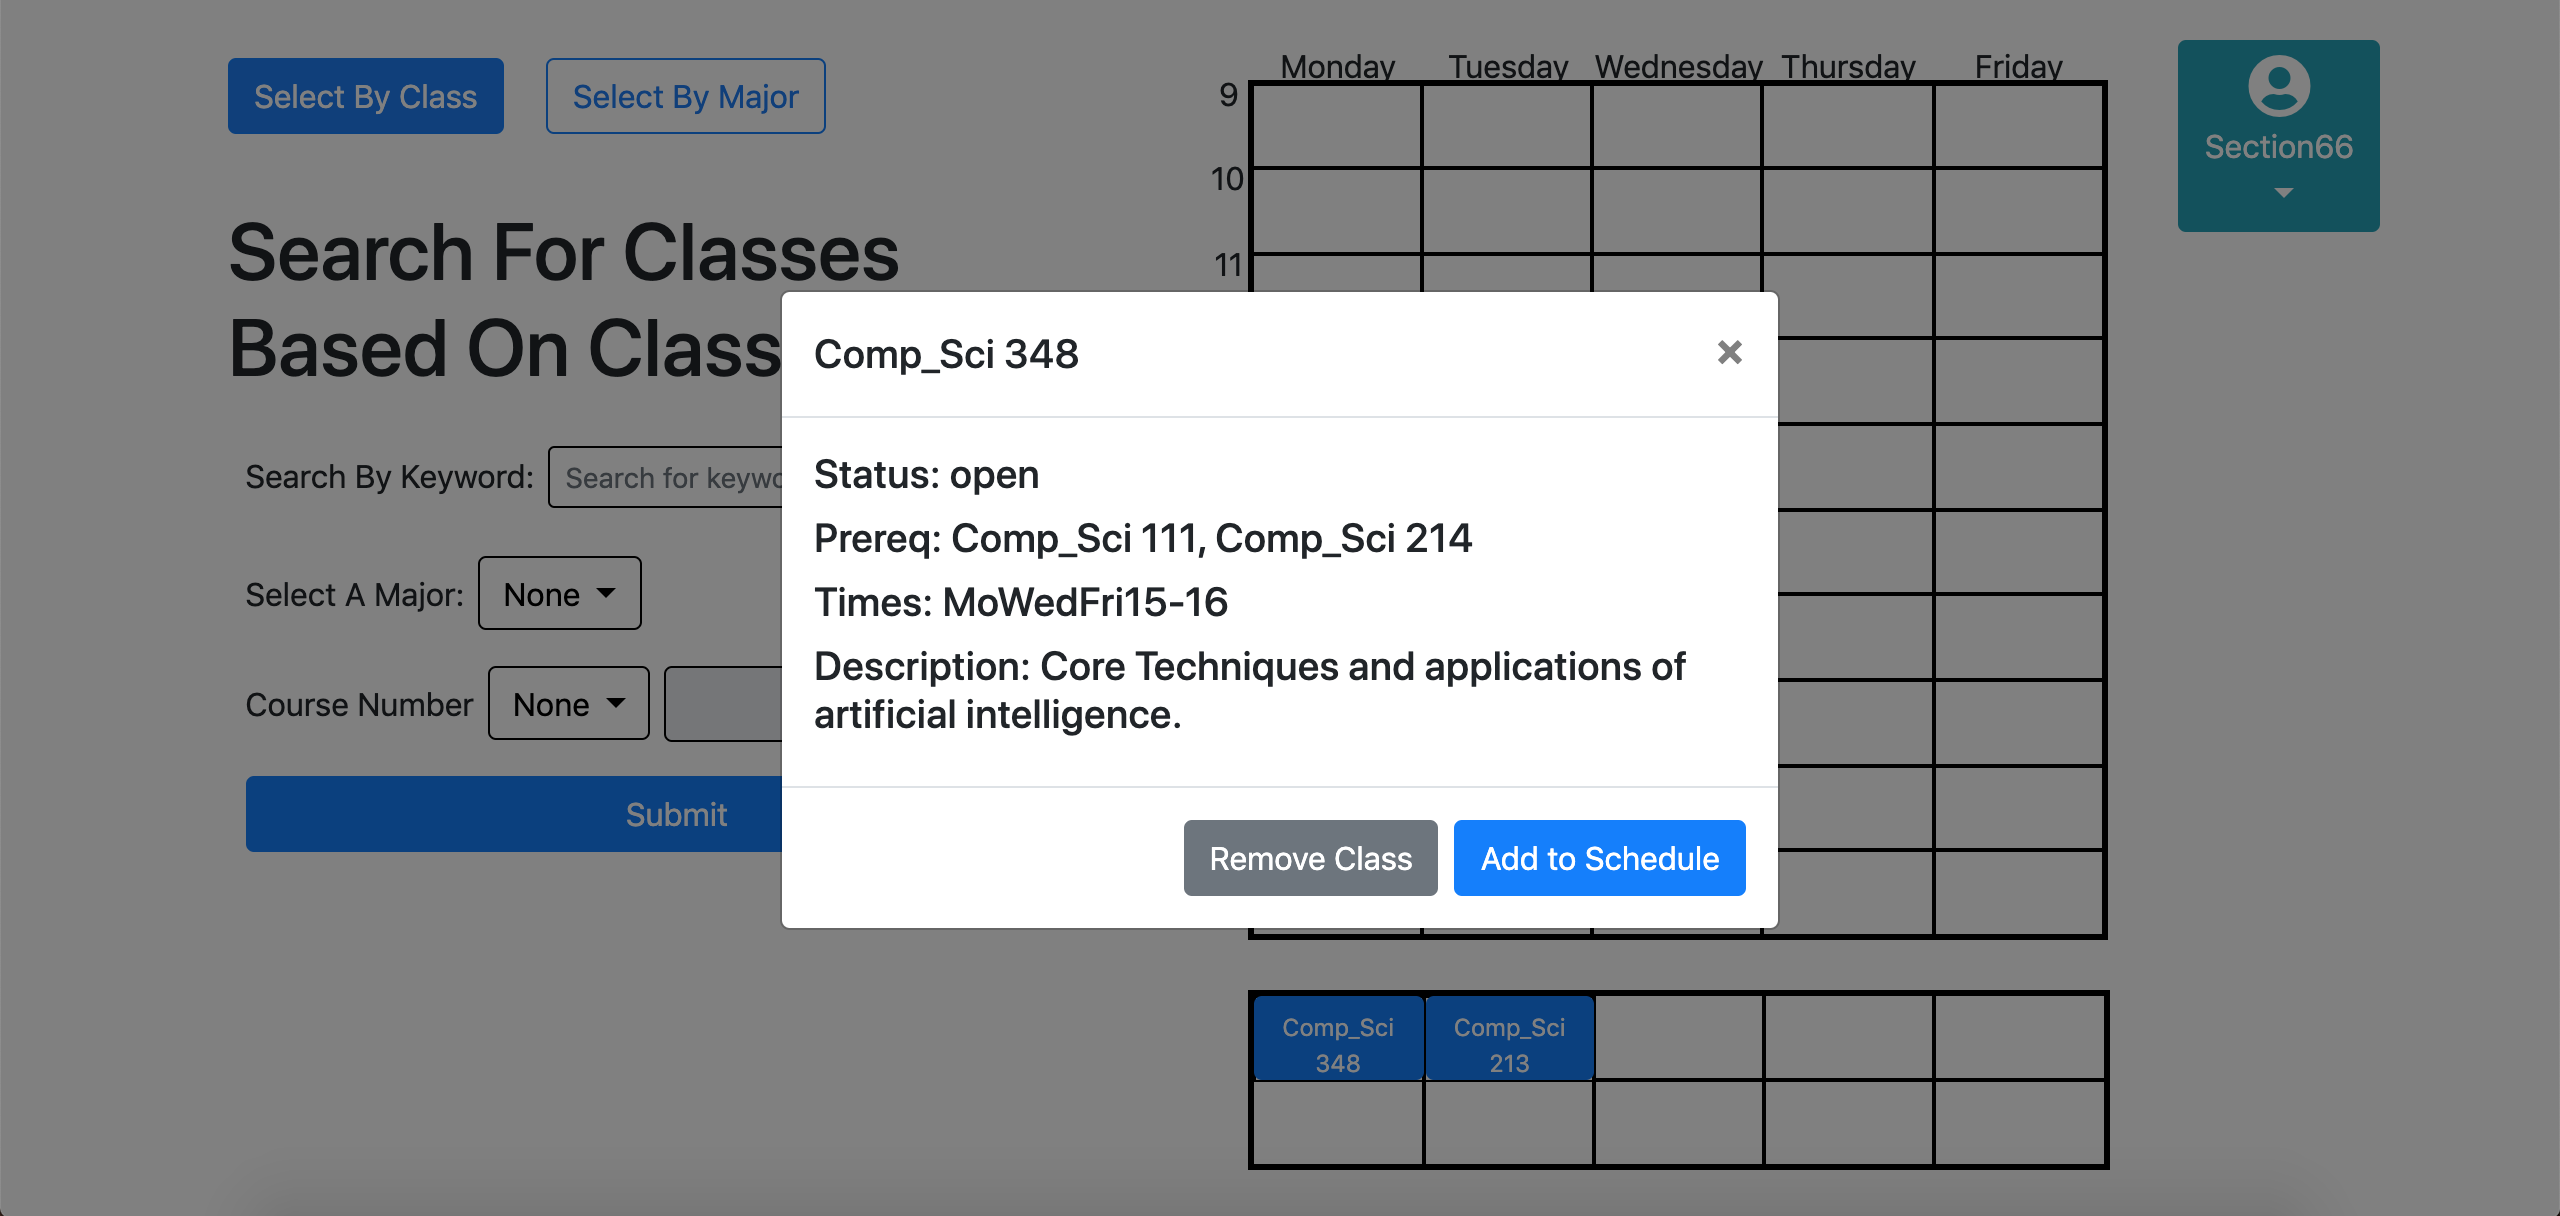 Select By Class
Select By Major
Search For Classes
Based On Class
Search By Keyword:
Search for keywo
Select A Major:
None
Course Number
None
Submit
Monday Tuesday Wednesday Thursday Friday
9
10
11
Section66
Comp_Sci 348
×
Status: open
Prereq: Comp_Sci 111, Comp_Sci 214
Times: MoWedFri15-16
Description: Core Techniques and applications of
artificial intelligence.
Remove Class
Add to Schedule
Comp_Sci
348
Comp_Sci
213